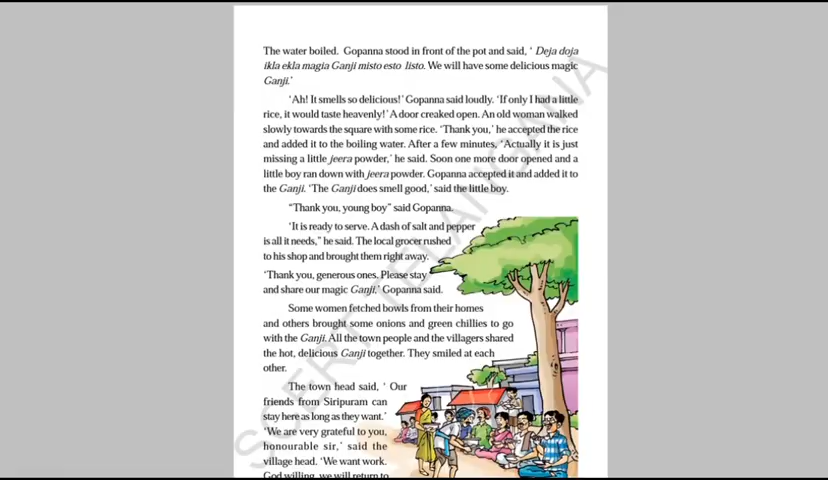 The water boiled. Gopanna stood in front of the pot and said, ‘ Deja doja
ikla ekla magia Ganji misto esto listo. We will have some delicious magic
Ganji.’
‘Ah! It smells so delicious!’ Gopanna said loudly. ‘If only I had a little
rice, it would taste heavenly!’ A door creaked open. An old woman walked
slowly towards the square with some rice. ‘Thank you,’ he accepted the rice
and added it to the boiling water. After a few minutes, ‘Actually it is just
missing a little jeera powder,’ he said. Soon one more door opened and a
little boy ran down with jeera powder. Gopanna accepted it and added it to
the Ganji. ‘The Ganji does smell good,’ said the little boy.
“Thank you, young boy” said Gopanna.
‘It is ready to serve. A dash of salt and pepper
is all it needs,” he said. The local grocer rushed
to his shop and brought them right away.
‘Thank you, generous ones. Please stay
and share our magic Ganji,’ Gopanna said.
Some women fetched bowls from their homes
and others brought some onions and green chillies to go
with the Ganji. All the town people and the villagers shared
the hot, delicious Ganji together. They smiled at each
other.
The town head said, ‘ Our
friends from Siripuram can
stay here as long as they want.’
‘We are very grateful to you,
honourable sir,’ said the
village head. ‘We want work.
God willing, we will return to
SCERT TELANGANA